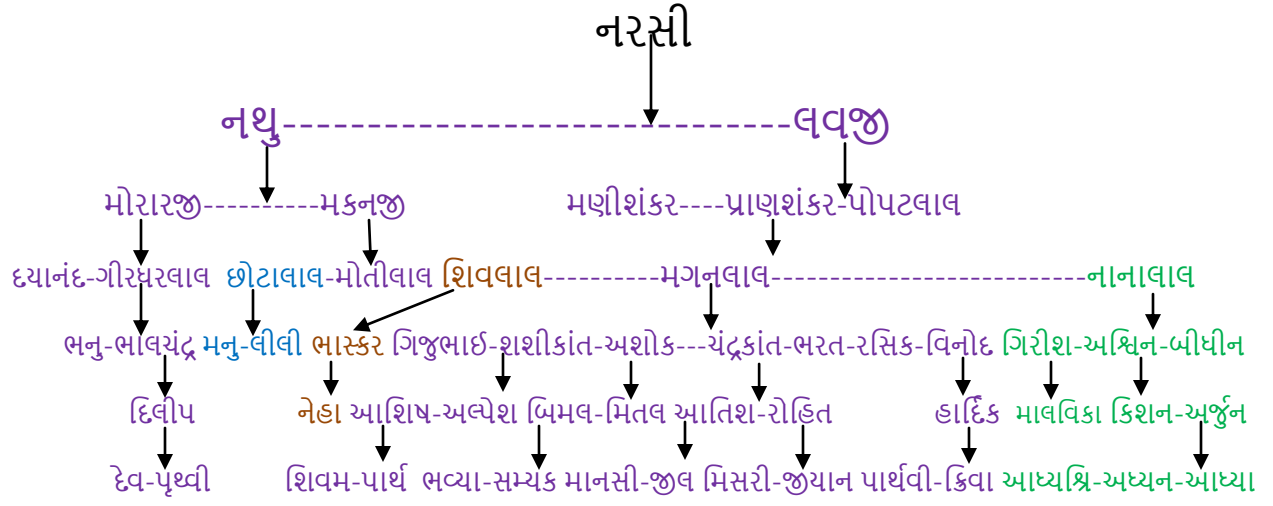 નરસી
નથુ------------------------------લવજી
મોરારજી----------મકનજી મણીશંકર----પ્રાણશંકર-પોપટલાલ
દયાનંદ-ગીરધરલાલ છોટાલાલ-મોતીલાલ શિવલાલ----------મગનલાલ---------------------------નાનાલાલ
ભનુ-ભાલચંદ્ર મનુ-લીલી ભાસ્કર ગિજુભાઈ-શશીકાંત-અશોક---ચંદ્રકાંત-ભરત-રસિક-વિનોદ ગિરીશ-અશ્વિન-બીધીન
દિલીપ નેહા આશિષ-અલ્પેશ બિમલ-મિતલ આતિશ-રોહિત હાર્દિક માલવિકા કિશન-અર્જુન
દેવ-પૃથ્વી શિવમ-પાર્થ ભવ્યા-સમ્યક માનસી-જીલ મિસરી-જીયાન પાર્થવી-ક્રિવા આધ્યશ્રિ-અધ્યન-આધ્યા